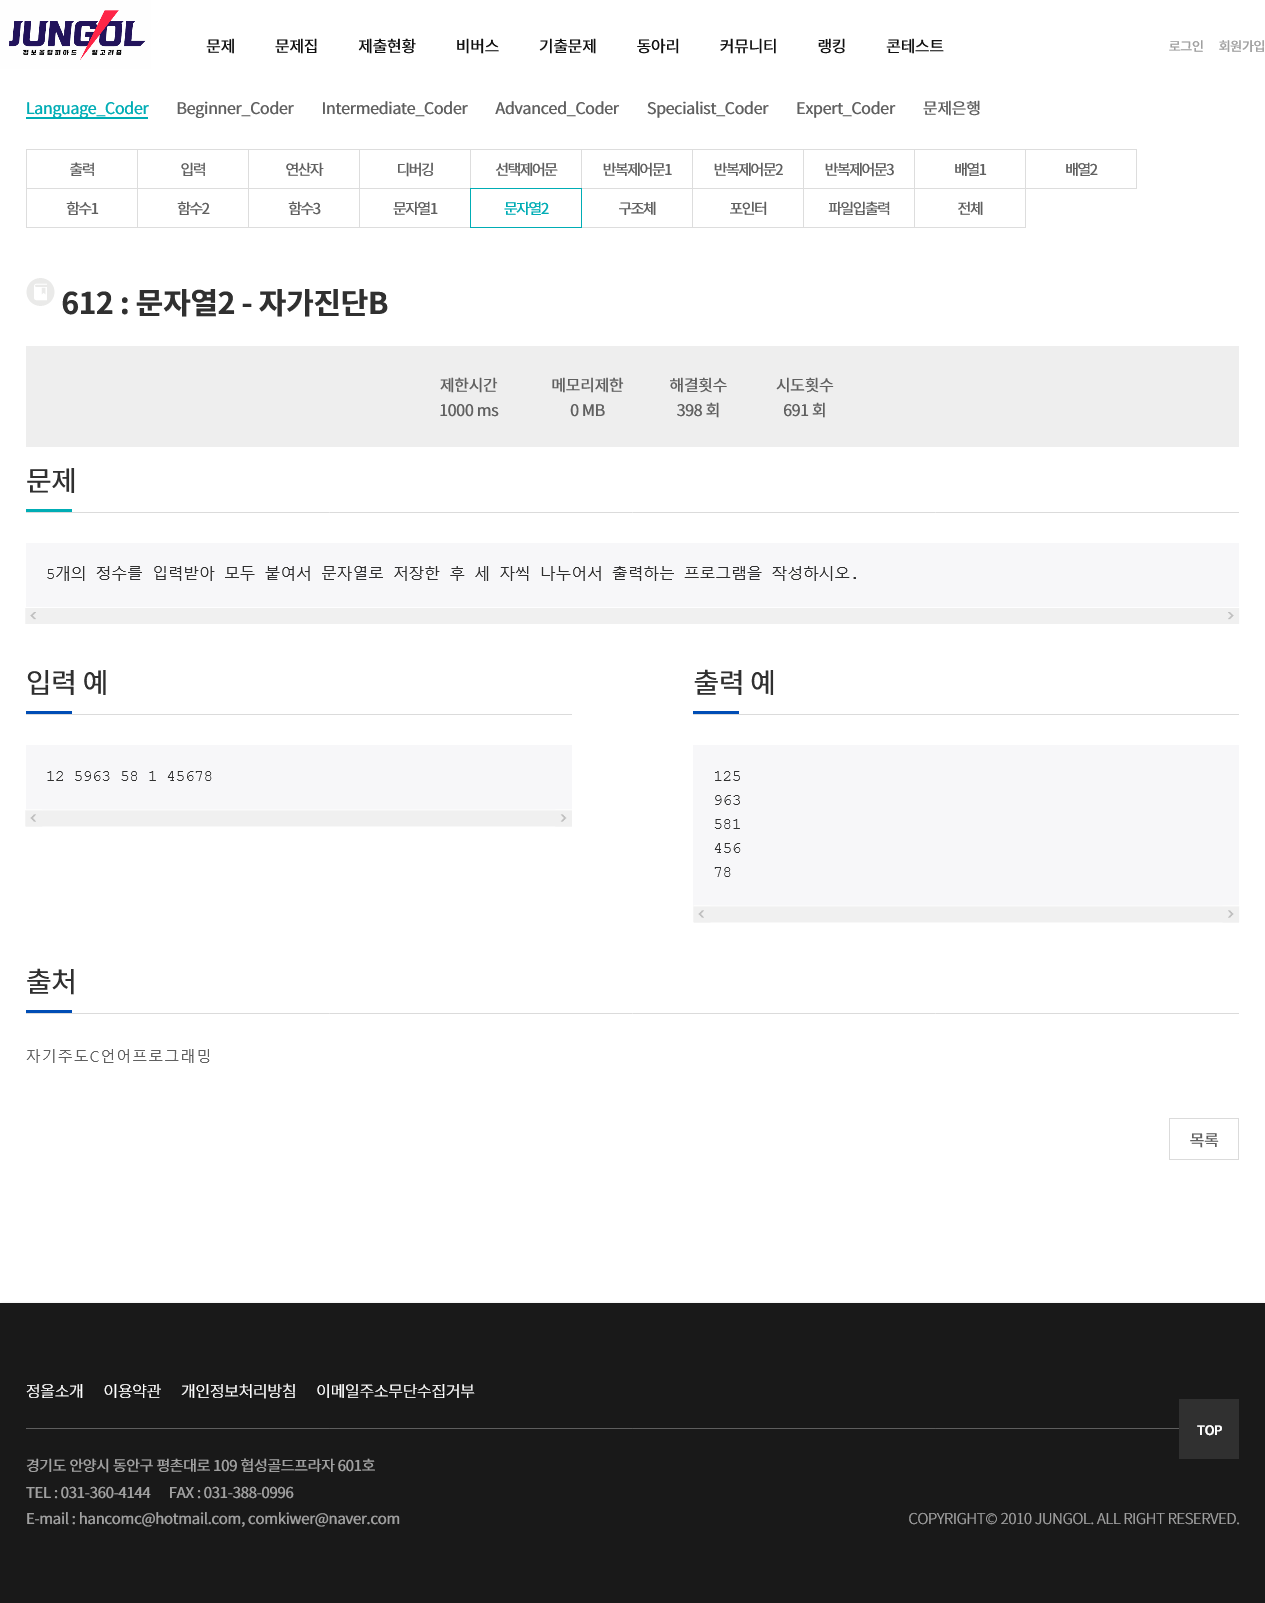 JUNGOL
정보올림피아드 알고리즘
문제 문제집 제출현황 비버스 기출문제 동아리 커뮤니티 랭킹 콘테스트 로그인 회원가입
Language_Coder Beginner_Coder Intermediate_Coder Advanced_Coder Specialist_Coder Expert_Coder 문제은행
출력 입력 연산자 디버깅 선택제어문 반복제어문1 반복제어문2 반복제어문3 배열1 배열2
함수1 함수2 함수3 문자열1 문자열2 구조체 포인터 파일입출력 전체
612 : 문자열2 - 자가진단B
제한시간 메모리제한 해결횟수 시도횟수
1000 ms 0 MB 398 회 691 회
문제
5개의 정수를 입력받아 모두 붙여서 문자열로 저장한 후 세 자씩 나누어서 출력하는 프로그램을 작성하시오.
입력 예
12 5963 58 1 45678
출력 예
125
963
581
456
78
출처
자기주도C언어프로그래밍
목록
정올소개 이용약관 개인정보처리방침 이메일주소무단수집거부
TOP
경기도 안양시 동안구 평촌대로 109 협성골드프라자 601호
TEL : 031-360-4144 FAX : 031-388-0996
E-mail : hancomc@hotmail.com, comkiwer@naver.com
COPYRIGHT© 2010 JUNGOL. ALL RIGHT RESERVED.